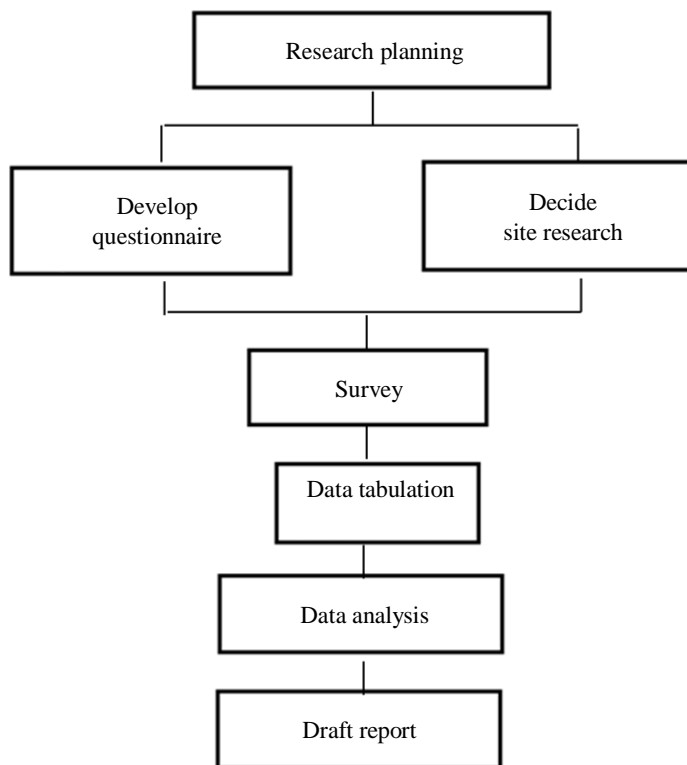 Research planning
Develop
questionnaire
Decide
site research
Survey
Data tabulation
Data analysis
Draft report